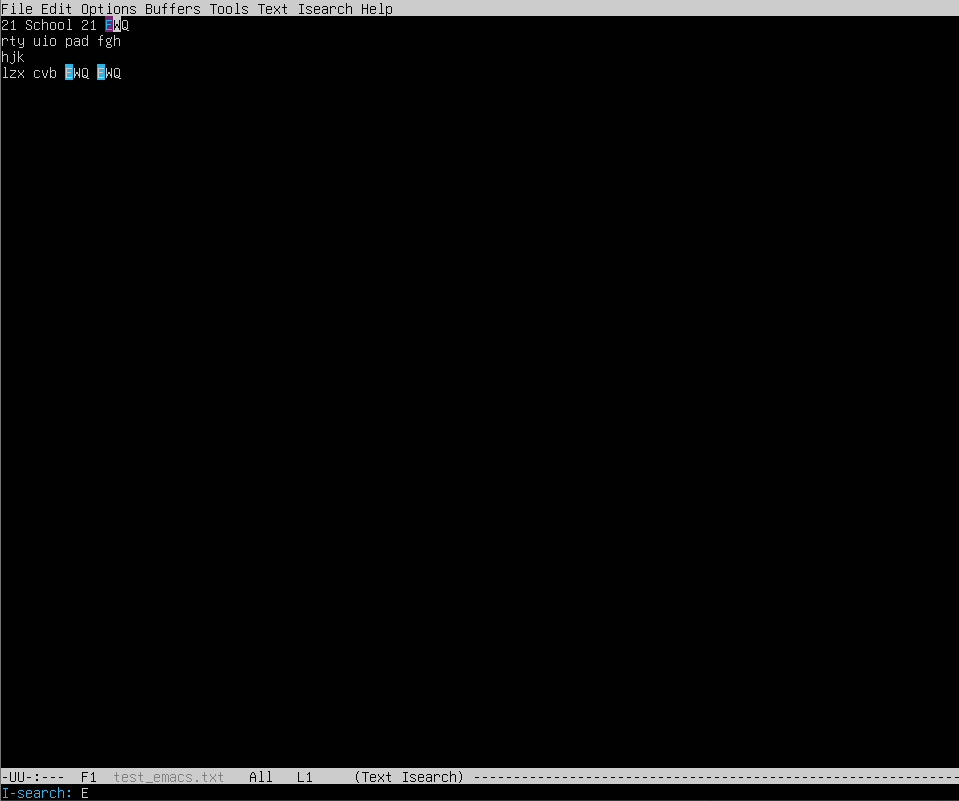 File Edit Options Buffers Tools Text Isearch Help
21 School 21 EWQ
rty uio pad fgh
hjk
lzx cvb EWQ EWQ
-UU-:--- F1 test_emacs.txt All L1 (Text Isearch) -------------------------------------------------------------
I-search: E